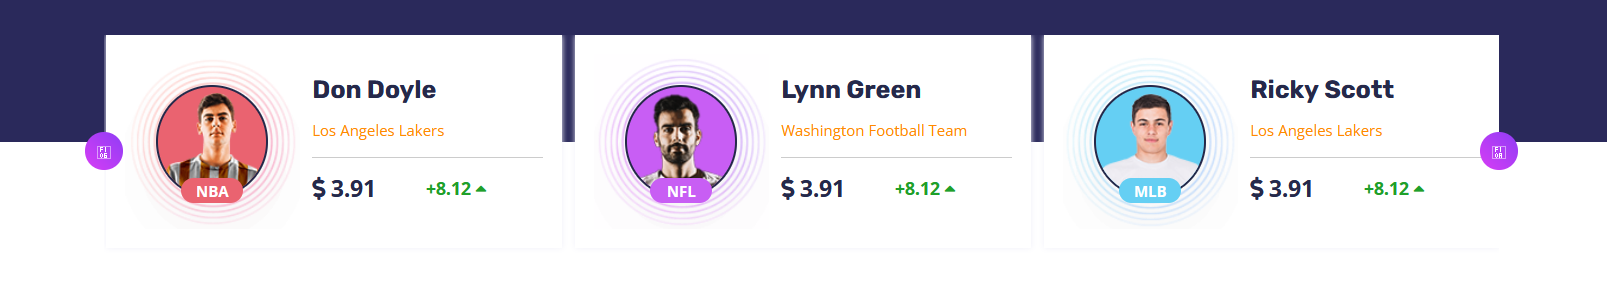 Don Doyle
Los Angeles Lakers
NBA
$ 3.91
+8.12
Lynn Green
Washington Football Team
NFL
$ 3.91
+8.12
Ricky Scott
Los Angeles Lakers
MLB
$ 3.91
+8.12